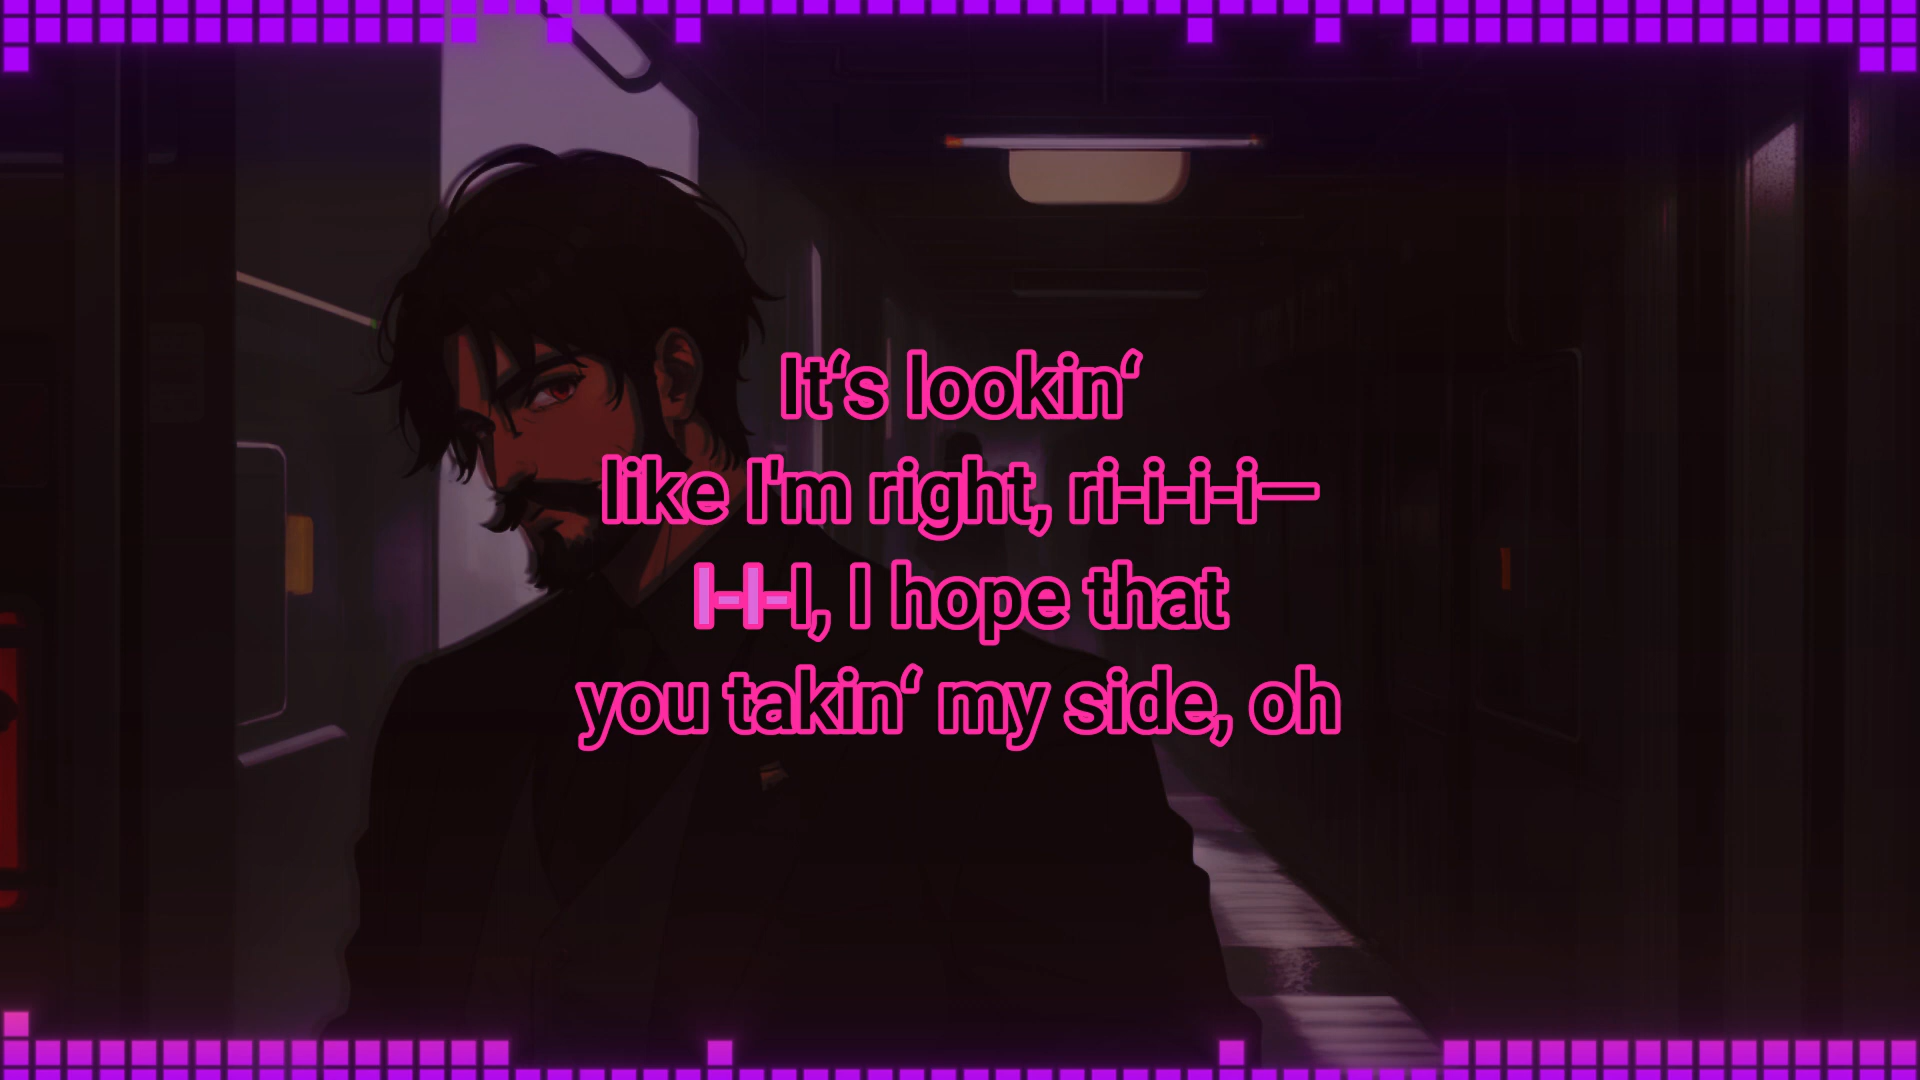 It‘s lookin‘
like I'm right, ri-i-i-i—
I-I-I, I hope that
you takin‘ my side, oh